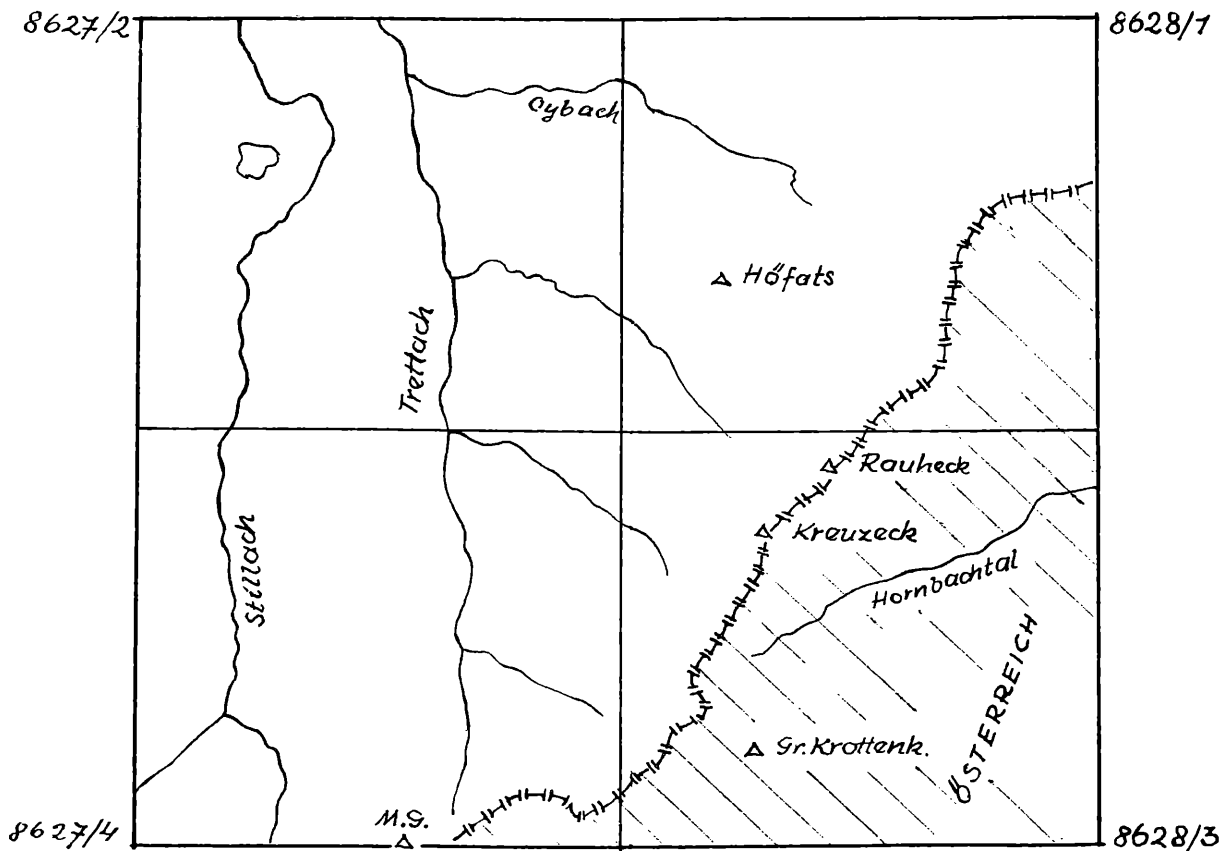 8627/2
8628/1
Oybach
Höfats
Trettach
Rauheck
Kreuzeck
Stillach
Hornbachtal
ÖSTERREICH
Gr. Krottenk.
M.G.
8627/4
8628/3